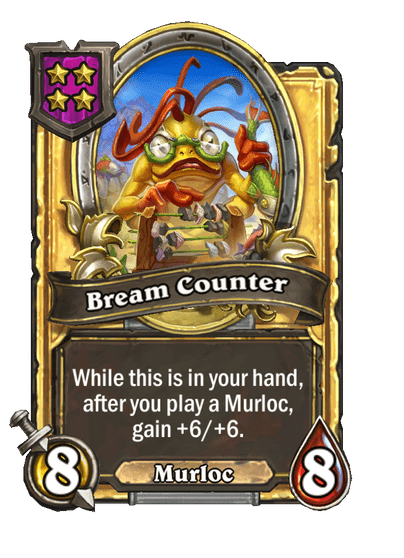 Bream Counter
While this is in your hand,
after you play a Murloc,
gain +6/+6.
8
Murloc
8